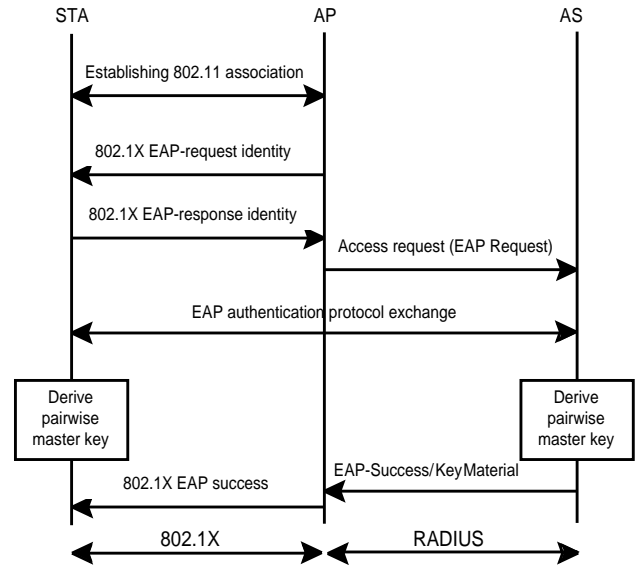 STA
AP
AS
Establishing 802.11 association
802.1X EAP-request identity
802.1X EAP-response identity
Access request (EAP Request)
EAP authentication protocol exchange
Derive
pairwise
master key
Derive
pairwise
master key
EAP-Success/KeyMaterial
802.1X EAP success
802.1X
RADIUS